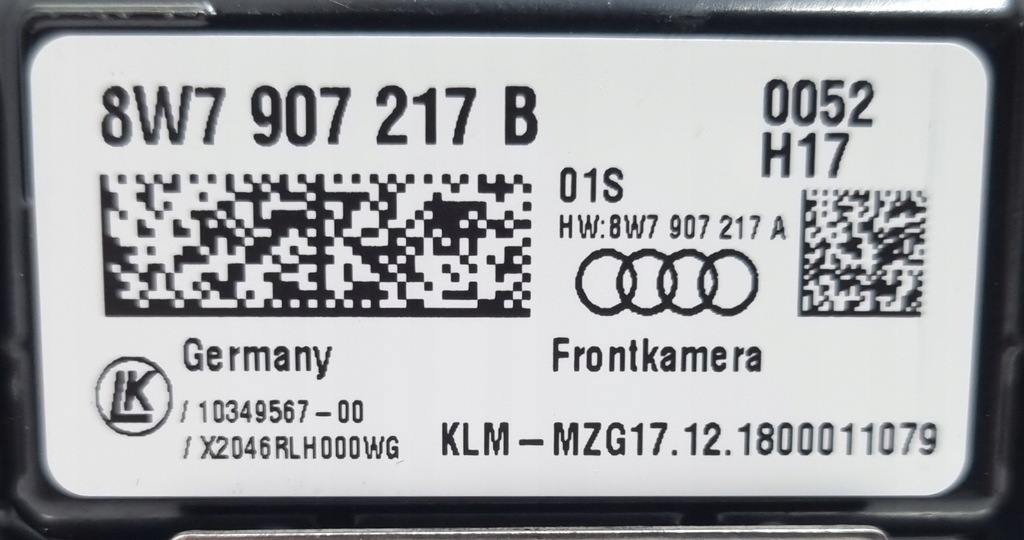 8W7 907 217 B
0052
H17
01S
HW:8W7 907 217 A
Germany
Frontkamera
LK
/ 10349567-00
/ X2046RLH000WG
KLM-MZG17.12.1800011079